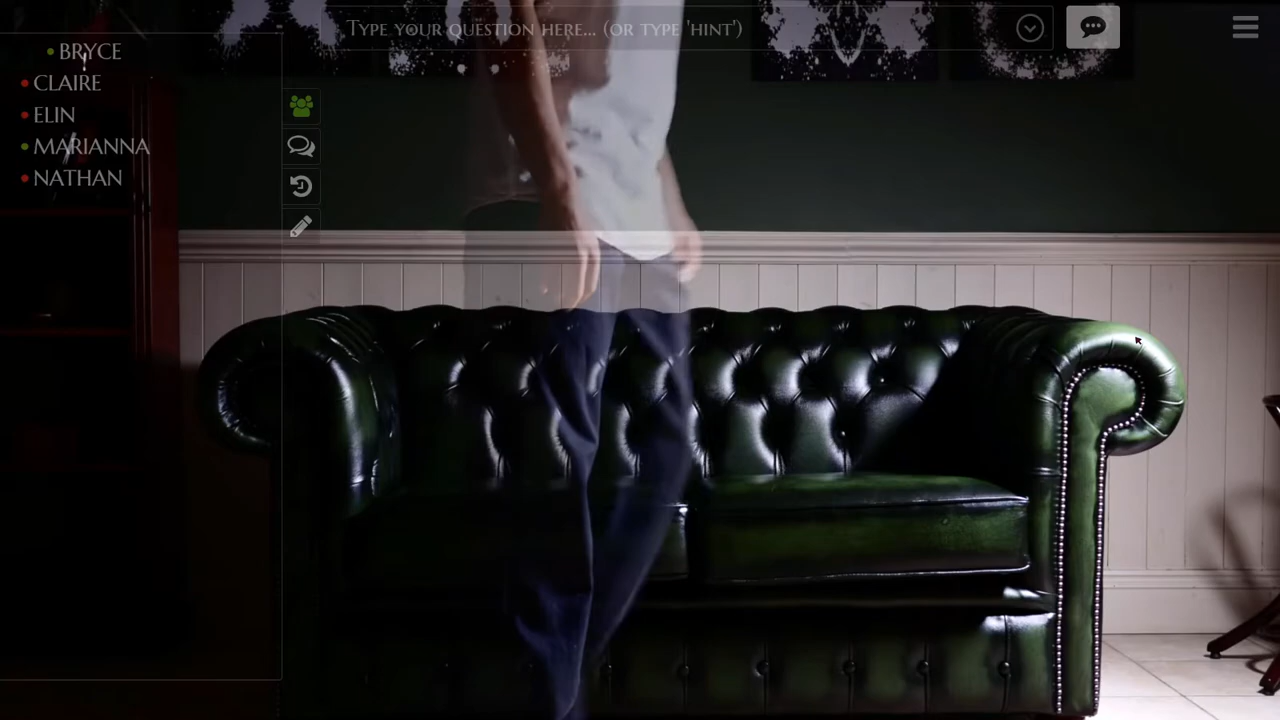 Type your question here... (or type 'hint')
BRYCE
CLAIRE
ELIN
MARIANNA
NATHAN